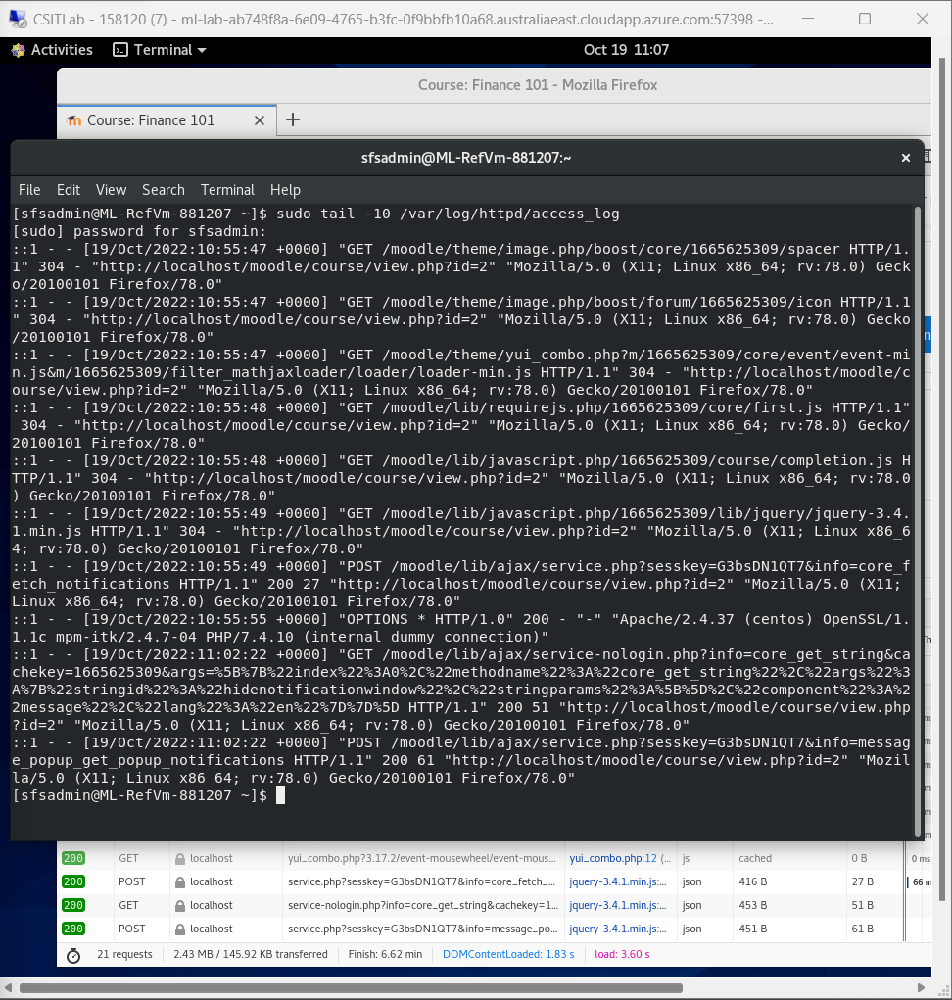 CSITLab - 158120 (7) - ml-lab-ab748f8a-6e09-4765-b3fc-0f9bbfb10a68.australiaeast.cloudapp.azure.com:57398 -...
Activities Terminal Oct 19 11:07
Course: Finance 101 - Mozilla Firefox
Course: Finance 101
sfsadmin@ML-RefVm-881207:~
File Edit View Search Terminal Help
[sfsadmin@ML-RefVm-881207 ~]$ sudo tail -10 /var/log/httpd/access_log
[sudo] password for sfsadmin:
::1 - - [19/Oct/2022:10:55:47 +0000] "GET /moodle/theme/image.php/boost/core/1665625309/spacer HTTP/1.
1" 304 - "http://localhost/moodle/course/view.php?id=2" "Mozilla/5.0 (X11; Linux x86_64; rv:78.0) Geck
o/20100101 Firefox/78.0"
::1 - - [19/Oct/2022:10:55:47 +0000] "GET /moodle/theme/image.php/boost/forum/1665625309/icon HTTP/1.1
" 304 - "http://localhost/moodle/course/view.php?id=2" "Mozilla/5.0 (X11; Linux x86_64; rv:78.0) Gecko
/20100101 Firefox/78.0"
::1 - - [19/Oct/2022:10:55:47 +0000] "GET /moodle/theme/yui_combo.php?m/1665625309/core/event/event-mi
n.js&m/1665625309/filter_mathjaxloader/loader/loader-min.js HTTP/1.1" 304 - "http://localhost/moodle/c
ourse/view.php?id=2" "Mozilla/5.0 (X11; Linux x86_64; rv:78.0) Gecko/20100101 Firefox/78.0"
::1 - - [19/Oct/2022:10:55:48 +0000] "GET /moodle/lib/requirejs.php/1665625309/core/first.js HTTP/1.1"
 304 - "http://localhost/moodle/course/view.php?id=2" "Mozilla/5.0 (X11; Linux x86_64; rv:78.0) Gecko/
20100101 Firefox/78.0"
::1 - - [19/Oct/2022:10:55:48 +0000] "GET /moodle/lib/javascript.php/1665625309/course/completion.js H
TTP/1.1" 304 - "http://localhost/moodle/course/view.php?id=2" "Mozilla/5.0 (X11; Linux x86_64; rv:78.0
) Gecko/20100101 Firefox/78.0"
::1 - - [19/Oct/2022:10:55:49 +0000] "GET /moodle/lib/javascript.php/1665625309/lib/jquery/jquery-3.4.
1.min.js HTTP/1.1" 304 - "http://localhost/moodle/course/view.php?id=2" "Mozilla/5.0 (X11; Linux x86_6
4; rv:78.0) Gecko/20100101 Firefox/78.0"
::1 - - [19/Oct/2022:10:55:49 +0000] "POST /moodle/lib/ajax/service.php?sesskey=G3bsDN1QT7&info=core_f
etch_notifications HTTP/1.1" 200 27 "http://localhost/moodle/course/view.php?id=2" "Mozilla/5.0 (X11;
Linux x86_64; rv:78.0) Gecko/20100101 Firefox/78.0"
::1 - - [19/Oct/2022:10:55:55 +0000] "OPTIONS * HTTP/1.0" 200 - "-" "Apache/2.4.37 (centos) OpenSSL/1.
1.1c mpm-itk/2.4.7-04 PHP/7.4.10 (internal dummy connection)"
::1 - - [19/Oct/2022:11:02:22 +0000] "GET /moodle/lib/ajax/service-nologin.php?info=core_get_string&ca
chekey=1665625309&args=%5B%7B%22index%22%3A0%2C%22methodname%22%3A%22core_get_string%22%2C%22args%22%3
A%7B%22stringid%22%3A%22hidenotificationwindow%22%2C%22stringparams%22%3A%5B%5D%2C%22component%22%3A%2
2message%22%2C%22lang%22%3A%22en%22%7D%7D%5D HTTP/1.1" 200 51 "http://localhost/moodle/course/view.php
?id=2" "Mozilla/5.0 (X11; Linux x86_64; rv:78.0) Gecko/20100101 Firefox/78.0"
::1 - - [19/Oct/2022:11:02:22 +0000] "POST /moodle/lib/ajax/service.php?sesskey=G3bsDN1QT7&info=messag
e_popup_get_popup_notifications HTTP/1.1" 200 61 "http://localhost/moodle/course/view.php?id=2" "Mozil
la/5.0 (X11; Linux x86_64; rv:78.0) Gecko/20100101 Firefox/78.0"
[sfsadmin@ML-RefVm-881207 ~]$
200 GET localhost yui_combo.php?3.17.2/event-mousewheel/event-mous... yui_combo.php:12 (... js cached 0 B 0 ms
200 POST localhost service.php?sesskey=G3bsDN1QT7&info=core_fetch_... jquery-3.4.1.min.js:... json 416 B 27 B 66 m
200 GET localhost service-nologin.php?info=core_get_string&cachekey=1... jquery-3.4.1.min.js:... json 453 B 51 B
200 POST localhost service.php?sesskey=G3bsDN1QT7&info=message_po... jquery-3.4.1.min.js:... json 451 B 61 B
21 requests 2.43 MB / 145.92 KB transferred Finish: 6.62 min DOMContentLoaded: 1.83 s load: 3.60 s